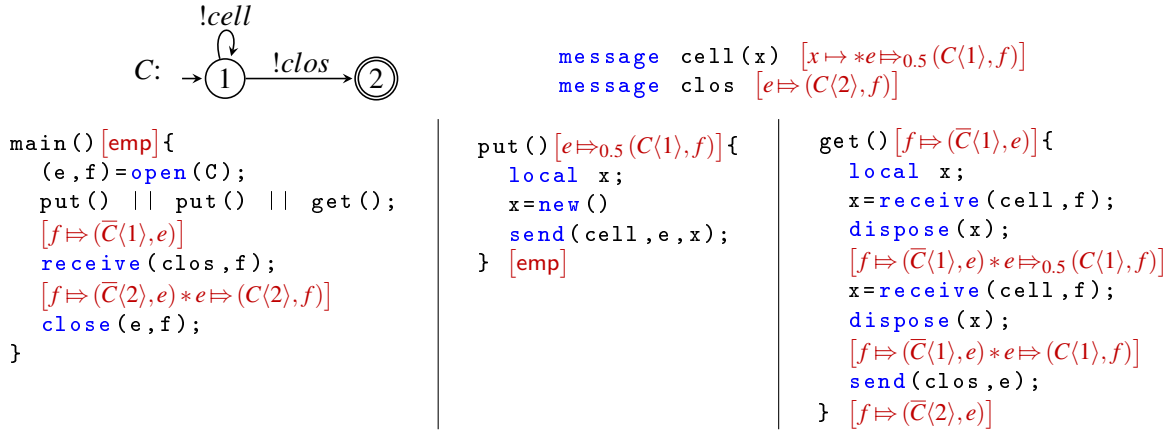 !cell
C: 1 !clos 2
message cell(x) [x ↦ ∗e ⤇₀.₅ (C⟨1⟩, f)]
message clos [e ⤇ (C⟨2⟩, f)]
main() [emp] {
(e,f)=open(C);
put() || put() || get();
[f ⤇ (C̅⟨1⟩, e)]
receive(clos,f);
[f ⤇ (C̅⟨2⟩, e) ∗ e ⤇ (C⟨2⟩, f)]
close(e,f);
}
put() [e ⤇₀.₅ (C⟨1⟩, f)] {
local x;
x=new()
send(cell,e,x);
} [emp]
get() [f ⤇ (C̅⟨1⟩, e)] {
local x;
x=receive(cell,f);
dispose(x);
[f ⤇ (C̅⟨1⟩, e) ∗ e ⤇₀.₅ (C⟨1⟩, f)]
x=receive(cell,f);
dispose(x);
[f ⤇ (C̅⟨1⟩, e) ∗ e ⤇ (C⟨1⟩, f)]
send(clos,e);
} [f ⤇ (C̅⟨2⟩, e)]